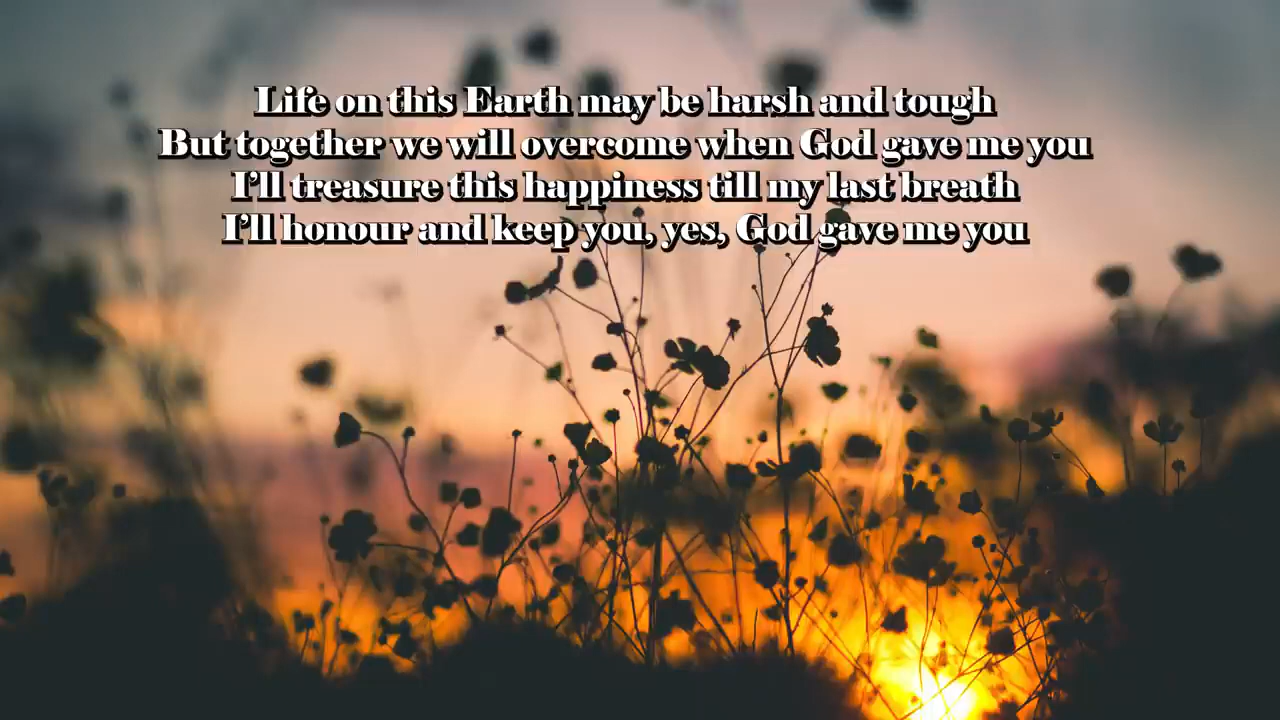 Life on this Earth may be harsh and tough
But together we will overcome when God gave me you
I'll treasure this happiness till my last breath
I'll honour and keep you, yes, God gave me you